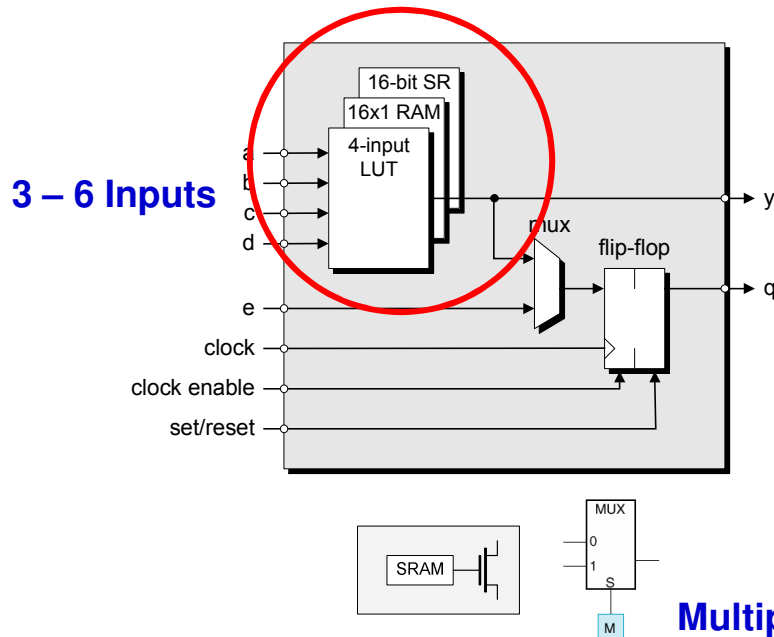 16-bit SR
16x1 RAM
4-input
LUT
a
b
3 – 6 Inputs
c
d
y
mux
flip-flop
q
e
clock
clock enable
set/reset
MUX
0
1
SRAM
S
M
Multip